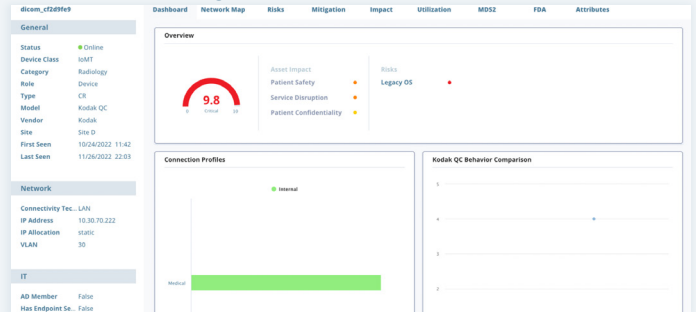 dicom_cf2d9fe9
Dashboard Network Map Risks Mitigation Impact Utilization MDS2 FDA Attributes
General
Status Online
Device Class IoMT
Category Radiology
Role Device
Type CR
Model Kodak QC
Vendor Kodak
Site Site D
First Seen 10/24/2022 11:42
Last Seen 11/26/2022 22:03
Network
Connectivity Tec... LAN
IP Address 10.30.70.222
IP Allocation static
VLAN 30
IT
AD Member False
Has Endpoint Se... False
Overview
9.8
0 Critical 10
Asset Impact
Patient Safety
Service Disruption
Patient Confidentiality
Risks
Legacy OS
Connection Profiles
Internal
Medical
Kodak QC Behavior Comparison
5
4
3
2